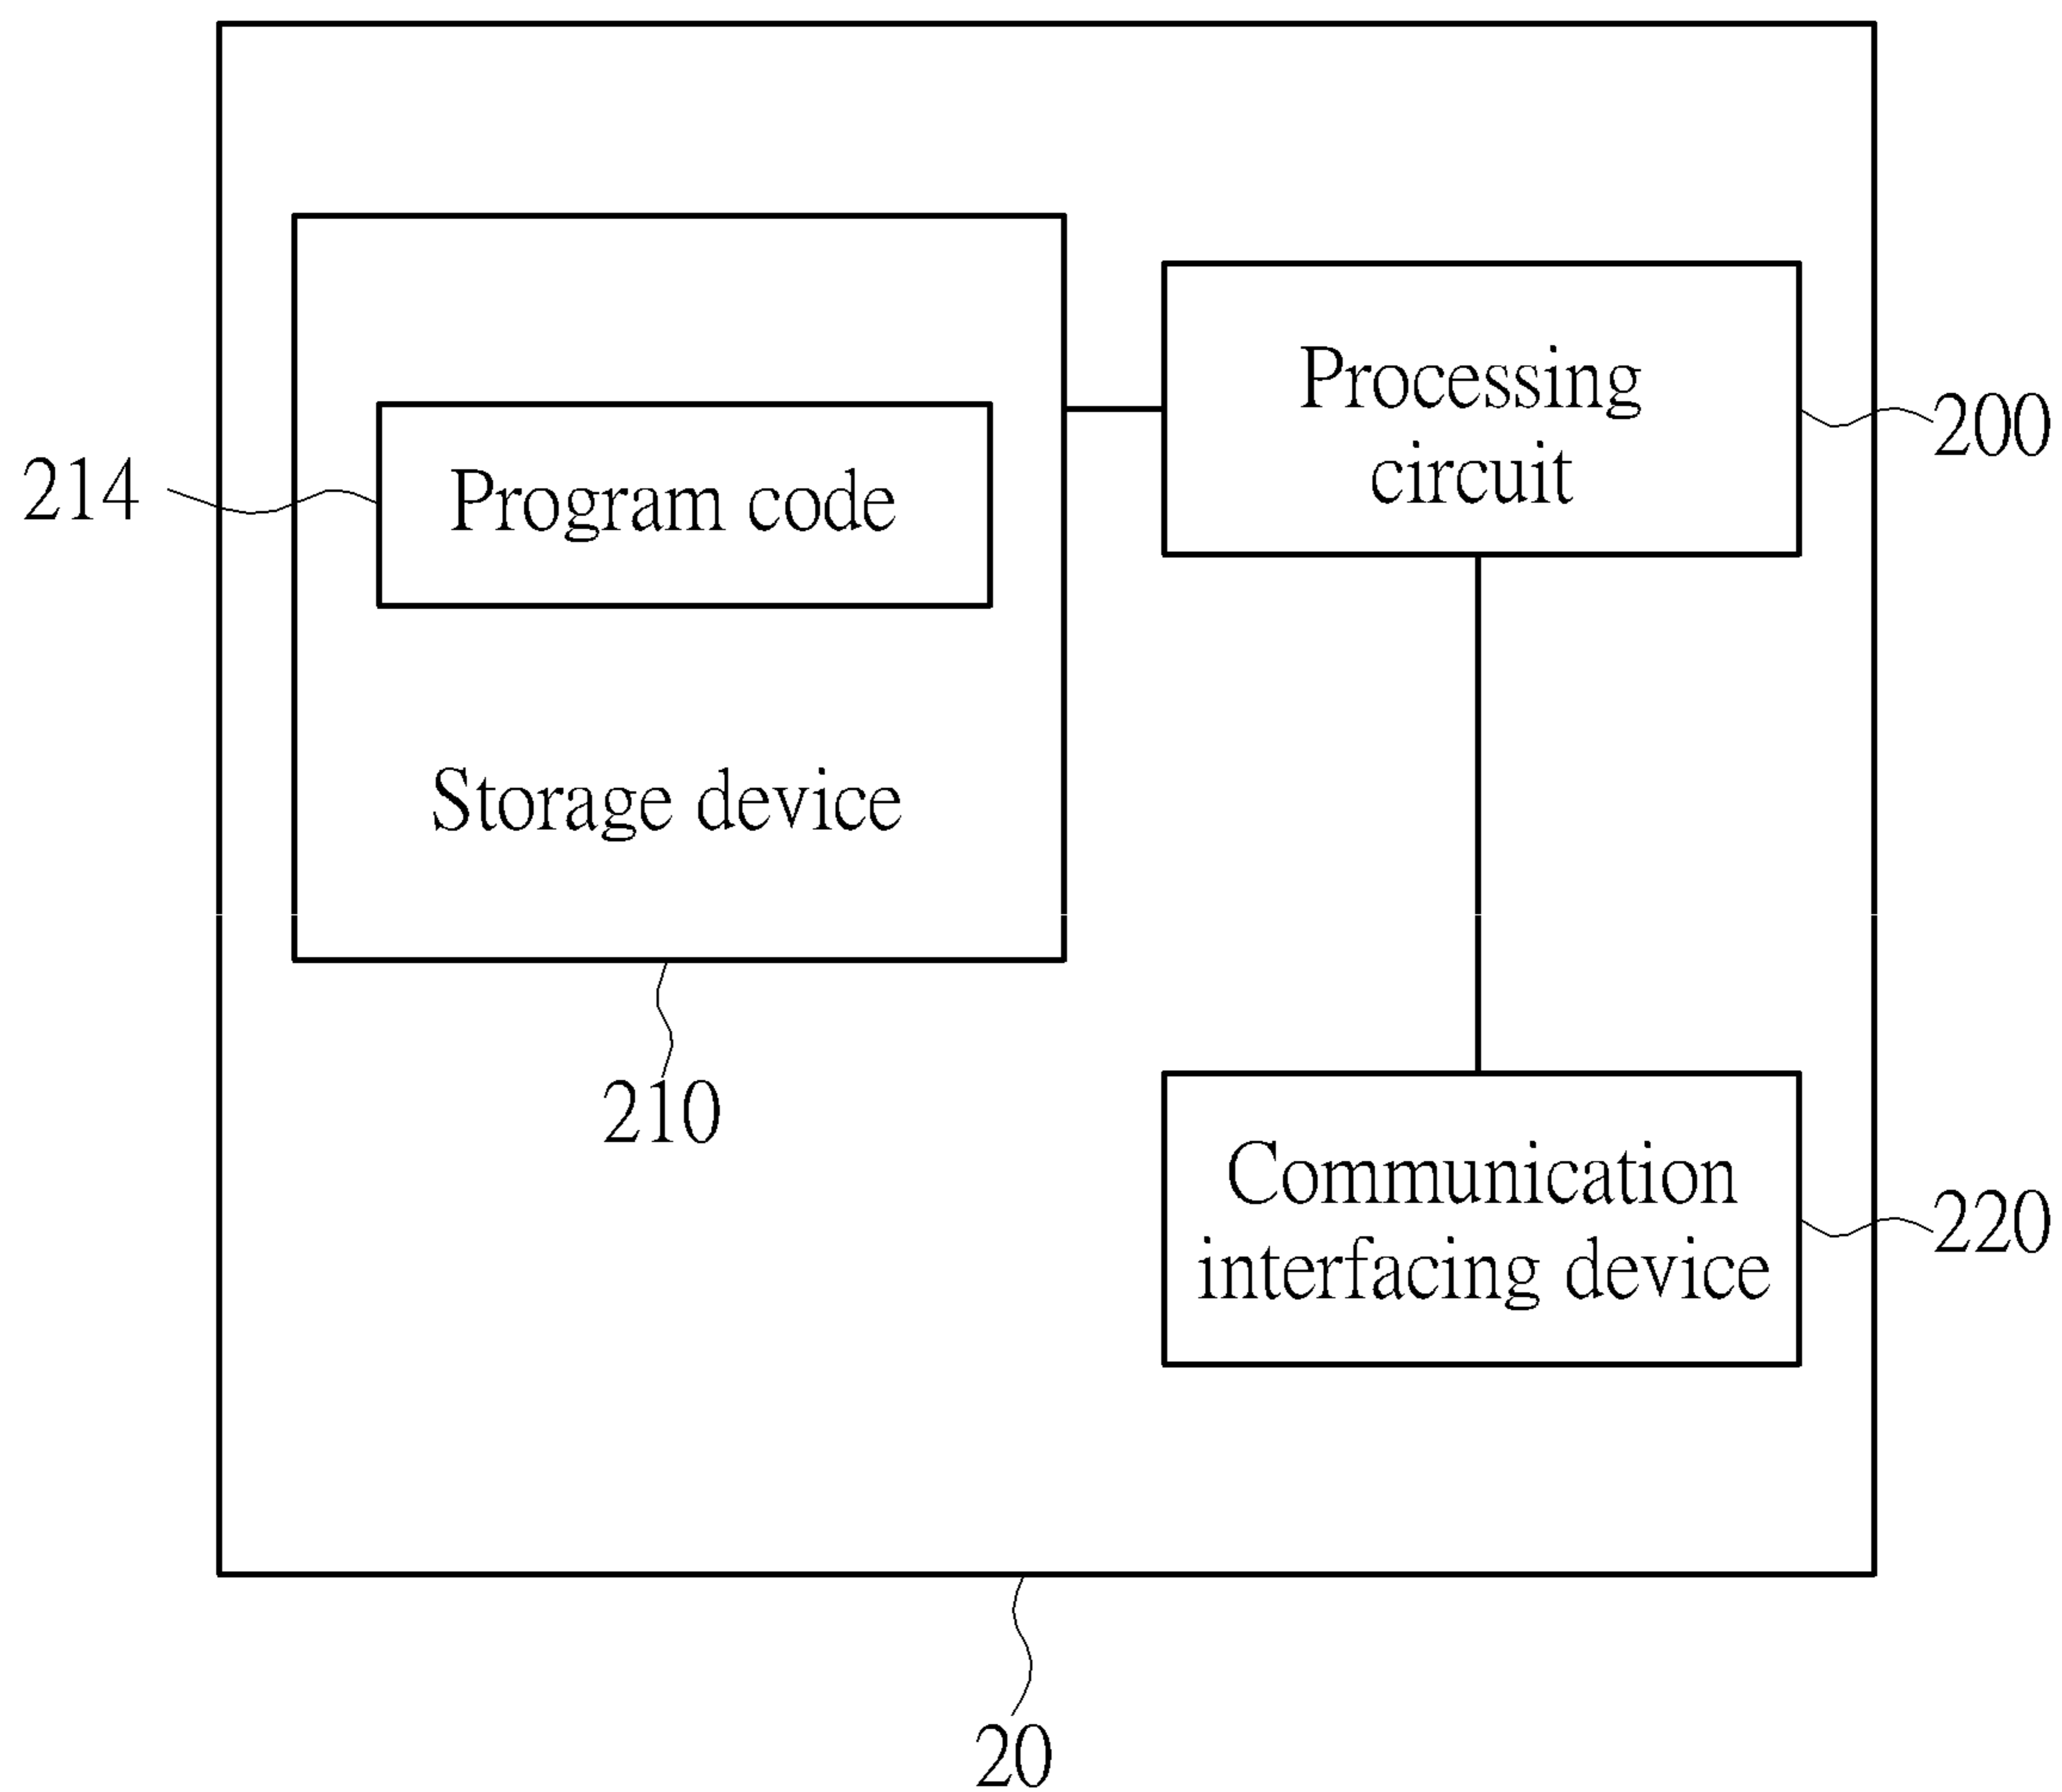 Processing
circuit
200
214
Program code
Storage device
210
Communication
interfacing device
220
20